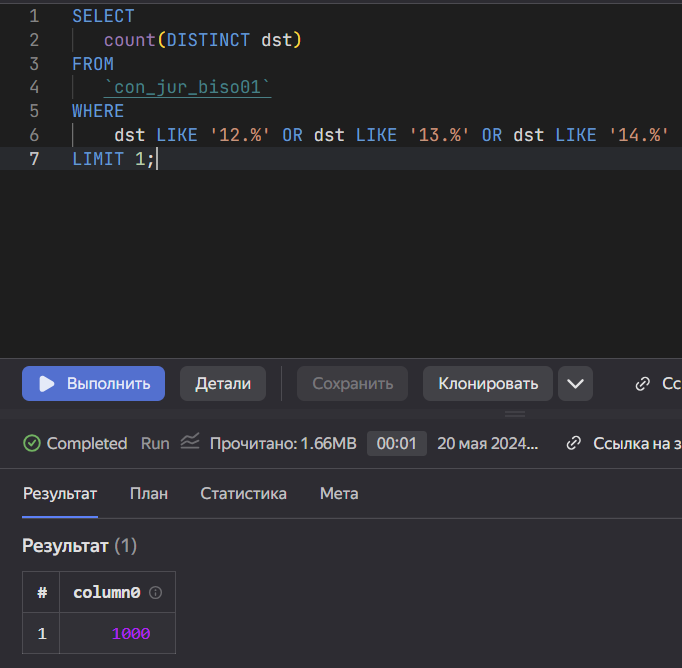 1 SELECT
2 count(DISTINCT dst)
3 FROM
4 `con_jur_biso01`
5 WHERE
6 dst LIKE '12.%' OR dst LIKE '13.%' OR dst LIKE '14.%'
7 LIMIT 1;
Выполнить Детали Сохранить Клонировать Сс
Completed Run Прочитано: 1.66MB 00:01 20 мая 2024... Ссылка на з
Результат План Статистика Мета
Результат (1)
# column0
1 1000